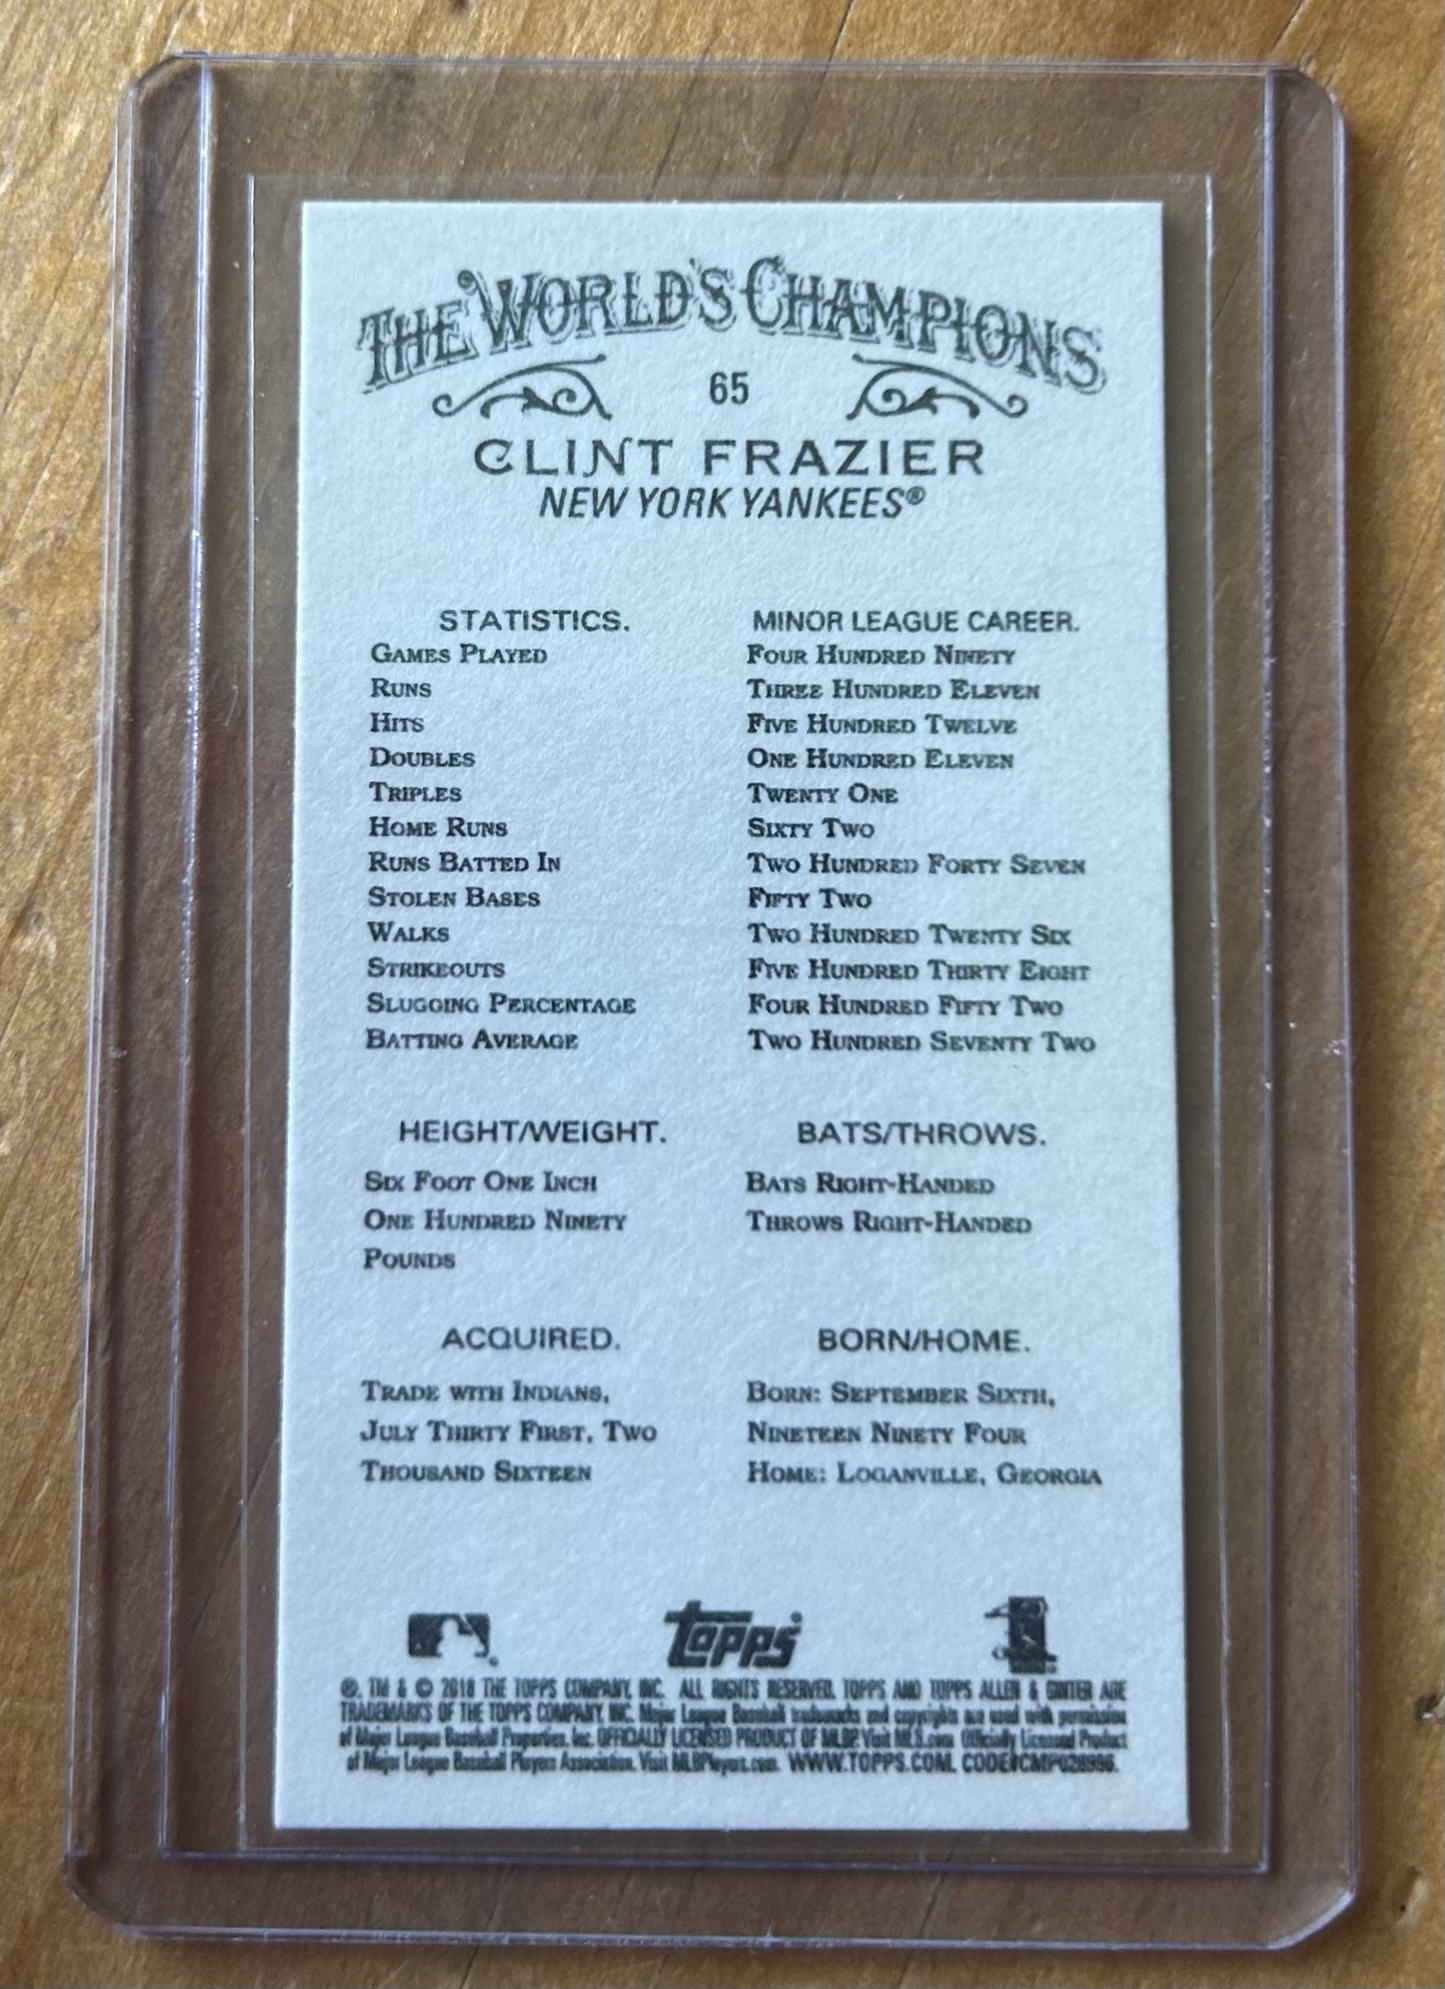 THE WORLD'S CHAMPIONS
65
CLINT FRAZIER
NEW YORK YANKEES®
STATISTICS. MINOR LEAGUE CAREER.
GAMES PLAYED FOUR HUNDRED NINETY
RUNS THREE HUNDRED ELEVEN
HITS FIVE HUNDRED TWELVE
DOUBLES ONE HUNDRED ELEVEN
TRIPLES TWENTY ONE
HOME RUNS SIXTY TWO
RUNS BATTED IN TWO HUNDRED FORTY SEVEN
STOLEN BASES FIFTY TWO
WALKS TWO HUNDRED TWENTY SIX
STRIKEOUTS FIVE HUNDRED THIRTY EIGHT
SLUGGING PERCENTAGE FOUR HUNDRED FIFTY TWO
BATTING AVERAGE TWO HUNDRED SEVENTY TWO
HEIGHT/WEIGHT.
SIX FOOT ONE INCH
ONE HUNDRED NINETY
POUNDS
BATS/THROWS.
BATS RIGHT-HANDED
THROWS RIGHT-HANDED
ACQUIRED.
TRADE WITH INDIANS,
JULY THIRTY FIRST, TWO
THOUSAND SIXTEEN
BORN/HOME.
BORN: SEPTEMBER SIXTH,
NINETEEN NINETY FOUR
HOME: LOGANVILLE, GEORGIA
topps
®, TM & © 2018 THE TOPPS COMPANY, INC. ALL RIGHTS RESERVED. TOPPS AND TOPPS ALLEN & GINTER ARE
TRADEMARKS OF THE TOPPS COMPANY, INC. Major League Baseball trademarks and copyrights are used with permission
of Major League Baseball Properties, Inc. OFFICIALLY LICENSED PRODUCT OF MLBP. Visit MLB.com Officially Licensed Product
of Major League Baseball Players Association. Visit MLBPlayers.com. WWW.TOPPS.COM. CODE#CMP028996.